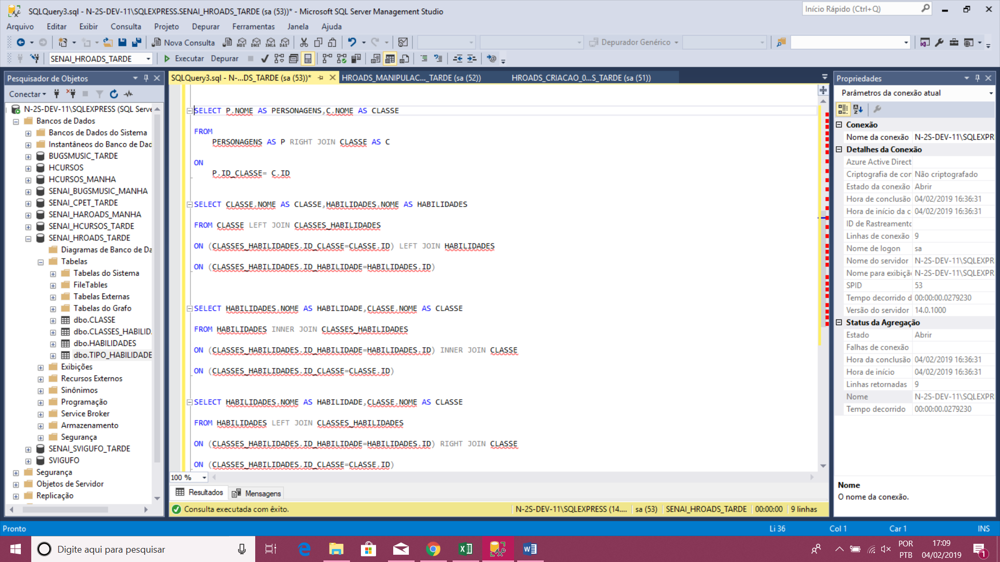 SQLQuery3.sql - N-2S-DEV-11\SQLEXPRESS.SENAI_HROADS_TARDE (sa (53))* - Microsoft SQL Server Management Studio
Início Rápido (Ctrl+Q)
Arquivo Editar Exibir Consulta Projeto Depurar Ferramentas Janela Ajuda
Nova Consulta MDX DMX XMLA DAX Depurador Genérico
SENAI_HROADS_TARDE Executar Depurar
Pesquisador de Objetos
Conectar
N-2S-DEV-11\SQLEXPRESS (SQL Serve
Bancos de Dados
Bancos de Dados do Sistema
Instantâneos do Banco de Dad
BUGSMUSIC_TARDE
HCURSOS
HCURSOS_MANHA
SENAI_BUGSMUSIC_MANHA
SENAI_CPET_TARDE
SENAI_HAROADS_MANHA
SENAI_HCURSOS_TARDE
SENAI_HROADS_TARDE
Diagramas de Banco de Da
Tabelas
Tabelas do Sistema
FileTables
Tabelas Externas
Tabelas do Grafo
dbo.CLASSE
dbo.CLASSES_HABILID
dbo.HABILIDADES
dbo.TIPO_HABILIDADE
Exibições
Recursos Externos
Sinônimos
Programação
Service Broker
Armazenamento
Segurança
SENAI_SVIGUFO_TARDE
SVIGUFO
Segurança
Objetos de Servidor
Replicação
SQLQuery3.sql - N-...DS_TARDE (sa (53))* HROADS_MANIPULAC..._TARDE (sa (52)) HROADS_CRIACAO_0...S_TARDE (sa (51))
SELECT P.NOME AS PERSONAGENS,C.NOME AS CLASSE
FROM
PERSONAGENS AS P RIGHT JOIN CLASSE AS C
ON
P.ID_CLASSE= C.ID
SELECT CLASSE.NOME AS CLASSE,HABILIDADES.NOME AS HABILIDADES
FROM CLASSE LEFT JOIN CLASSES_HABILIDADES
ON (CLASSES_HABILIDADES.ID_CLASSE=CLASSE.ID) LEFT JOIN HABILIDADES
ON (CLASSES_HABILIDADES.ID_HABILIDADE=HABILIDADES.ID)
SELECT HABILIDADES.NOME AS HABILIDADE,CLASSE.NOME AS CLASSE
FROM HABILIDADES INNER JOIN CLASSES_HABILIDADES
ON (CLASSES_HABILIDADES.ID_HABILIDADE=HABILIDADES.ID) INNER JOIN CLASSE
ON (CLASSES_HABILIDADES.ID_CLASSE=CLASSE.ID)
SELECT HABILIDADES.NOME AS HABILIDADE,CLASSE.NOME AS CLASSE
FROM HABILIDADES LEFT JOIN CLASSES_HABILIDADES
ON (CLASSES_HABILIDADES.ID_HABILIDADE=HABILIDADES.ID) RIGHT JOIN CLASSE
ON (CLASSES_HABILIDADES.ID_CLASSE=CLASSE.ID)
100 %
Resultados Mensagens
Consulta executada com êxito. N-2S-DEV-11\SQLEXPRESS (14.... sa (53) SENAI_HROADS_TARDE 00:00:00 9 linhas
Propriedades
Parâmetros da conexão atual
Conexão
Nome da conexão N-2S-DEV-11\SQLEXPR
Detalhes da Conexão
Azure Active Direct
Criptografia de cor Não criptografado
Estado da conexão Abrir
Hora de conclusão 04/02/2019 16:36:31
Hora de início da c 04/02/2019 16:36:31
ID de Rastreamento
Linhas de conexão 9
Nome de logon sa
Nome do servidor N-2S-DEV-11\SQLEXPR
Nome para exibiçã N-2S-DEV-11\SQLEXPR
SPID 53
Tempo decorrido d 00:00:00.0279230
Versão do servidor 14.0.1000
Status da Agregação
Estado Abrir
Falhas de conexão
Hora da conclusão 04/02/2019 16:36:31
Hora de início 04/02/2019 16:36:31
Linhas retornadas 9
Nome N-2S-DEV-11\SQLEXPR
Tempo decorrido 00:00:00.0279230
Nome
O nome da conexão.
Pronto Li 36 Col 1 Car 1 INS
Digite aqui para pesquisar
POR
PTB
17:09
04/02/2019
1